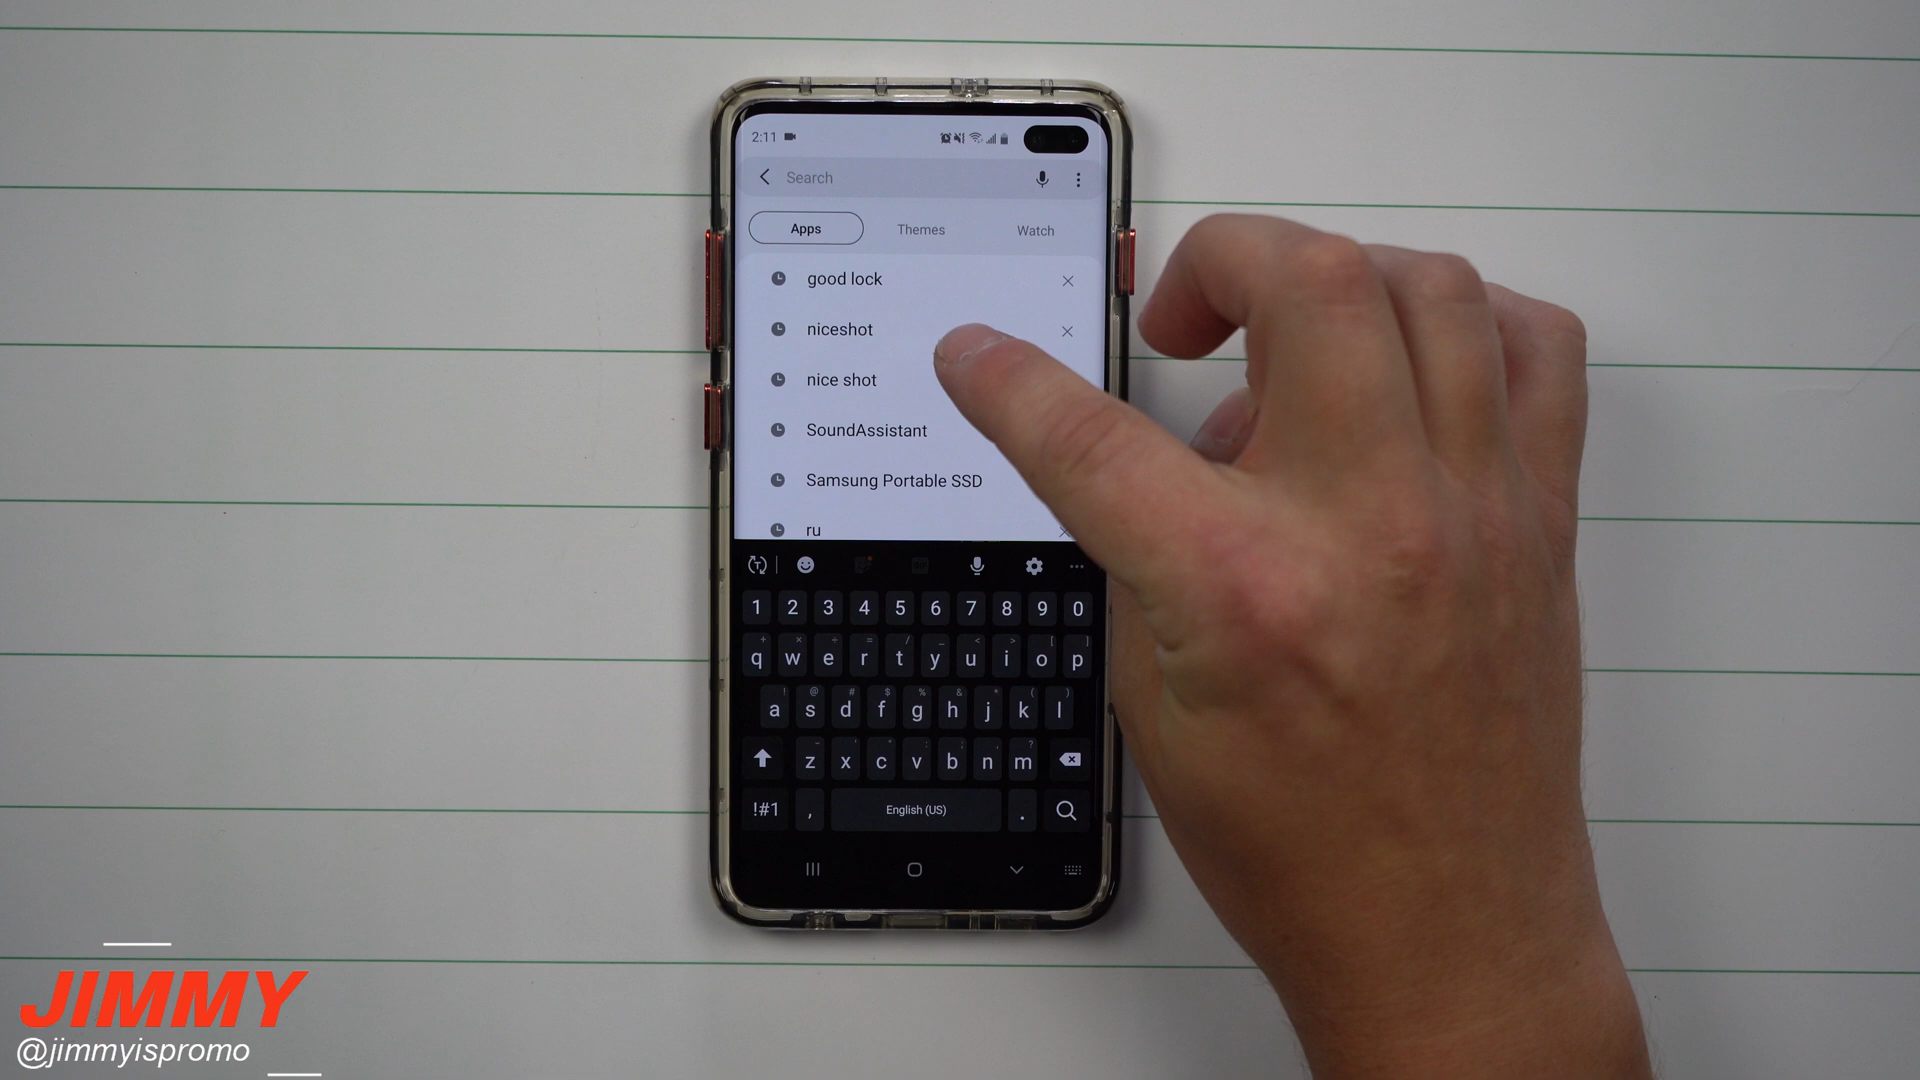 2:11
Search
Apps Themes Watch
good lock
niceshot
nice shot
SoundAssistant
Samsung Portable SSD
ru
1 2 3 4 5 6 7 8 9 0
+ × ÷ = / _ < > [ ]
q w e r t y u i o p
! @ # $ % & * ( )
a s d f g h j k l
z x c v b n m
!#1 , English (US) .
JIMMY
@jimmyispromo